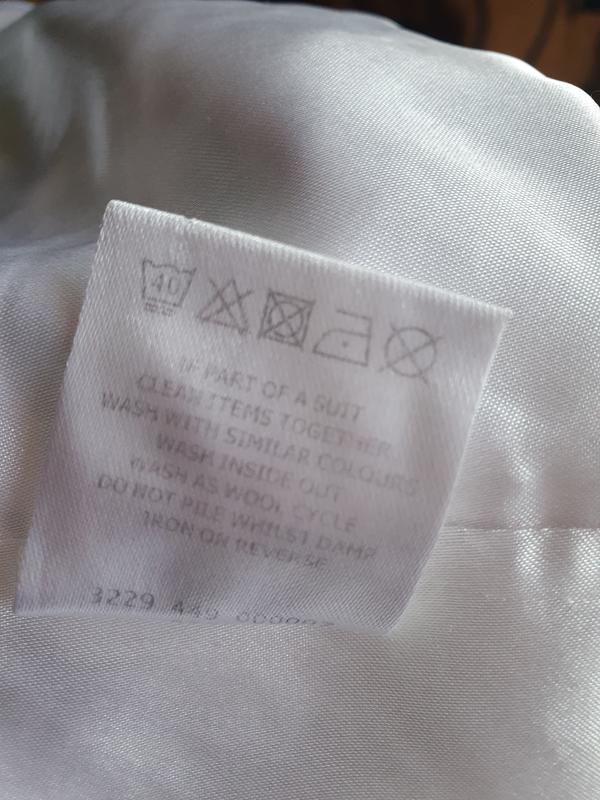 40
IF PART OF A SUIT
CLEAN ITEMS TOGETHER
WASH WITH SIMILAR COLOURS
WASH INSIDE OUT
WASH AS WOOL CYCLE
DO NOT PILE WHILST DAMP
IRON ON REVERSE
3229 449